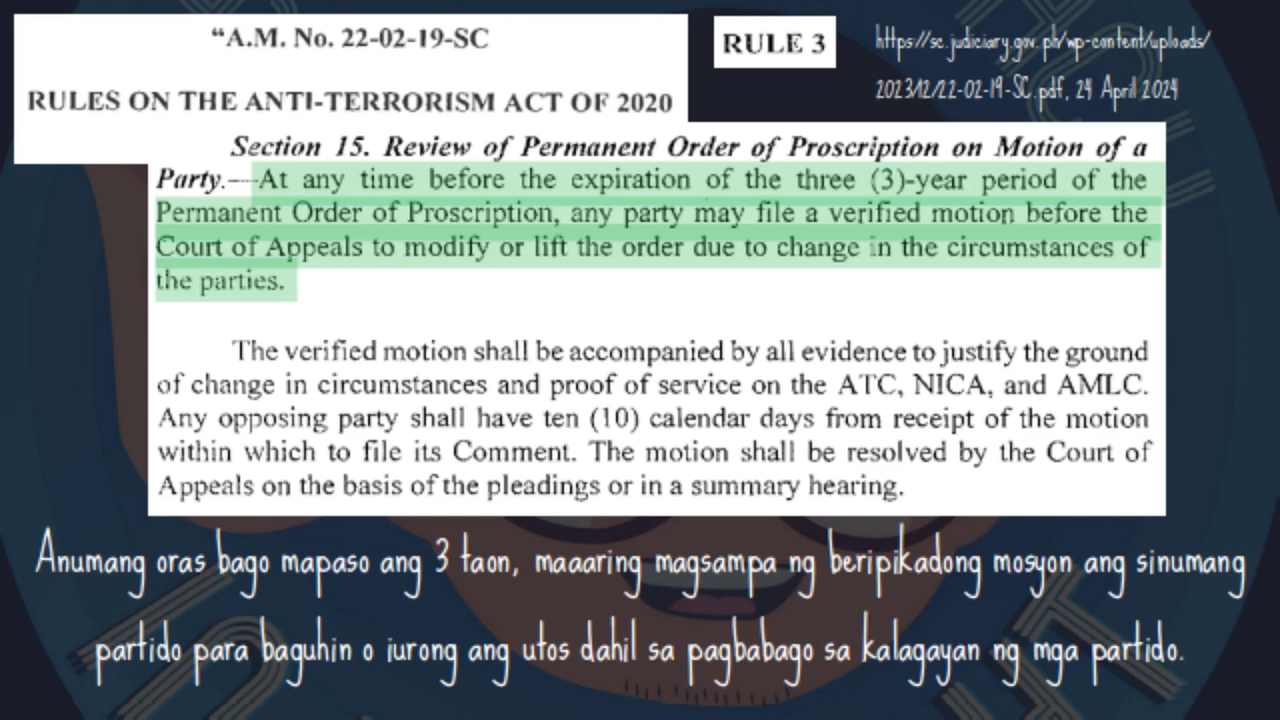 “A.M. No. 22-02-19-SC
RULES ON THE ANTI-TERRORISM ACT OF 2020
RULE 3
https://sc.judiciary.gov.ph/wp-content/uploads/
2023/12/22-02-19-SC.pdf, 24 April 2024
Section 15. Review of Permanent Order of Proscription on Motion of a
Party.—At any time before the expiration of the three (3)-year period of the
Permanent Order of Proscription, any party may file a verified motion before the
Court of Appeals to modify or lift the order due to change in the circumstances of
the parties.
The verified motion shall be accompanied by all evidence to justify the ground
of change in circumstances and proof of service on the ATC, NICA, and AMLC.
Any opposing party shall have ten (10) calendar days from receipt of the motion
within which to file its Comment. The motion shall be resolved by the Court of
Appeals on the basis of the pleadings or in a summary hearing.
Anumang oras bago mapaso ang 3 taon, maaaring magsampa ng beripikadong mosyon ang sinumang
partido para baguhin o iurong ang utos dahil sa pagbabago sa kalagayan ng mga partido.